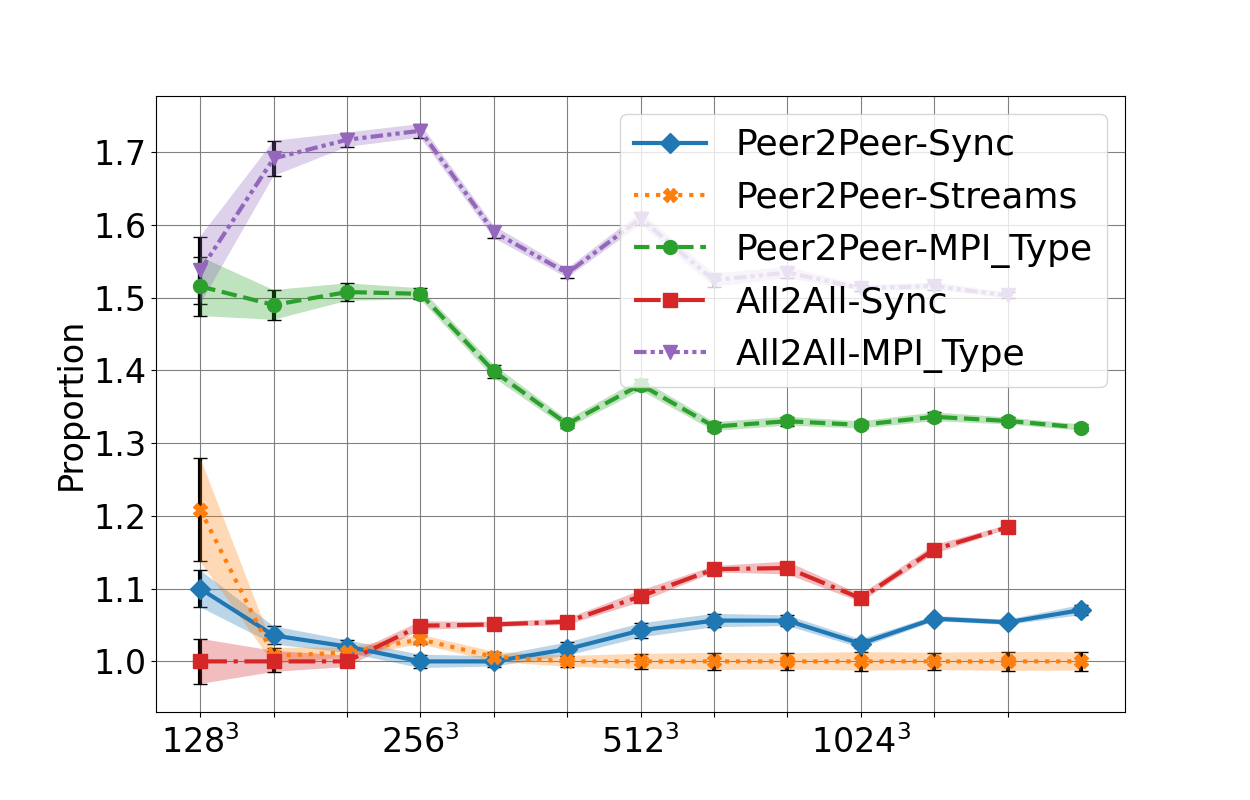 1.7
1.6
1.5
1.4
1.3
1.2
1.1
1.0
Proportion
Peer2Peer-Sync
Peer2Peer-Streams
Peer2Peer-MPI_Type
All2All-Sync
All2All-MPI_Type
128³
256³
512³
1024³